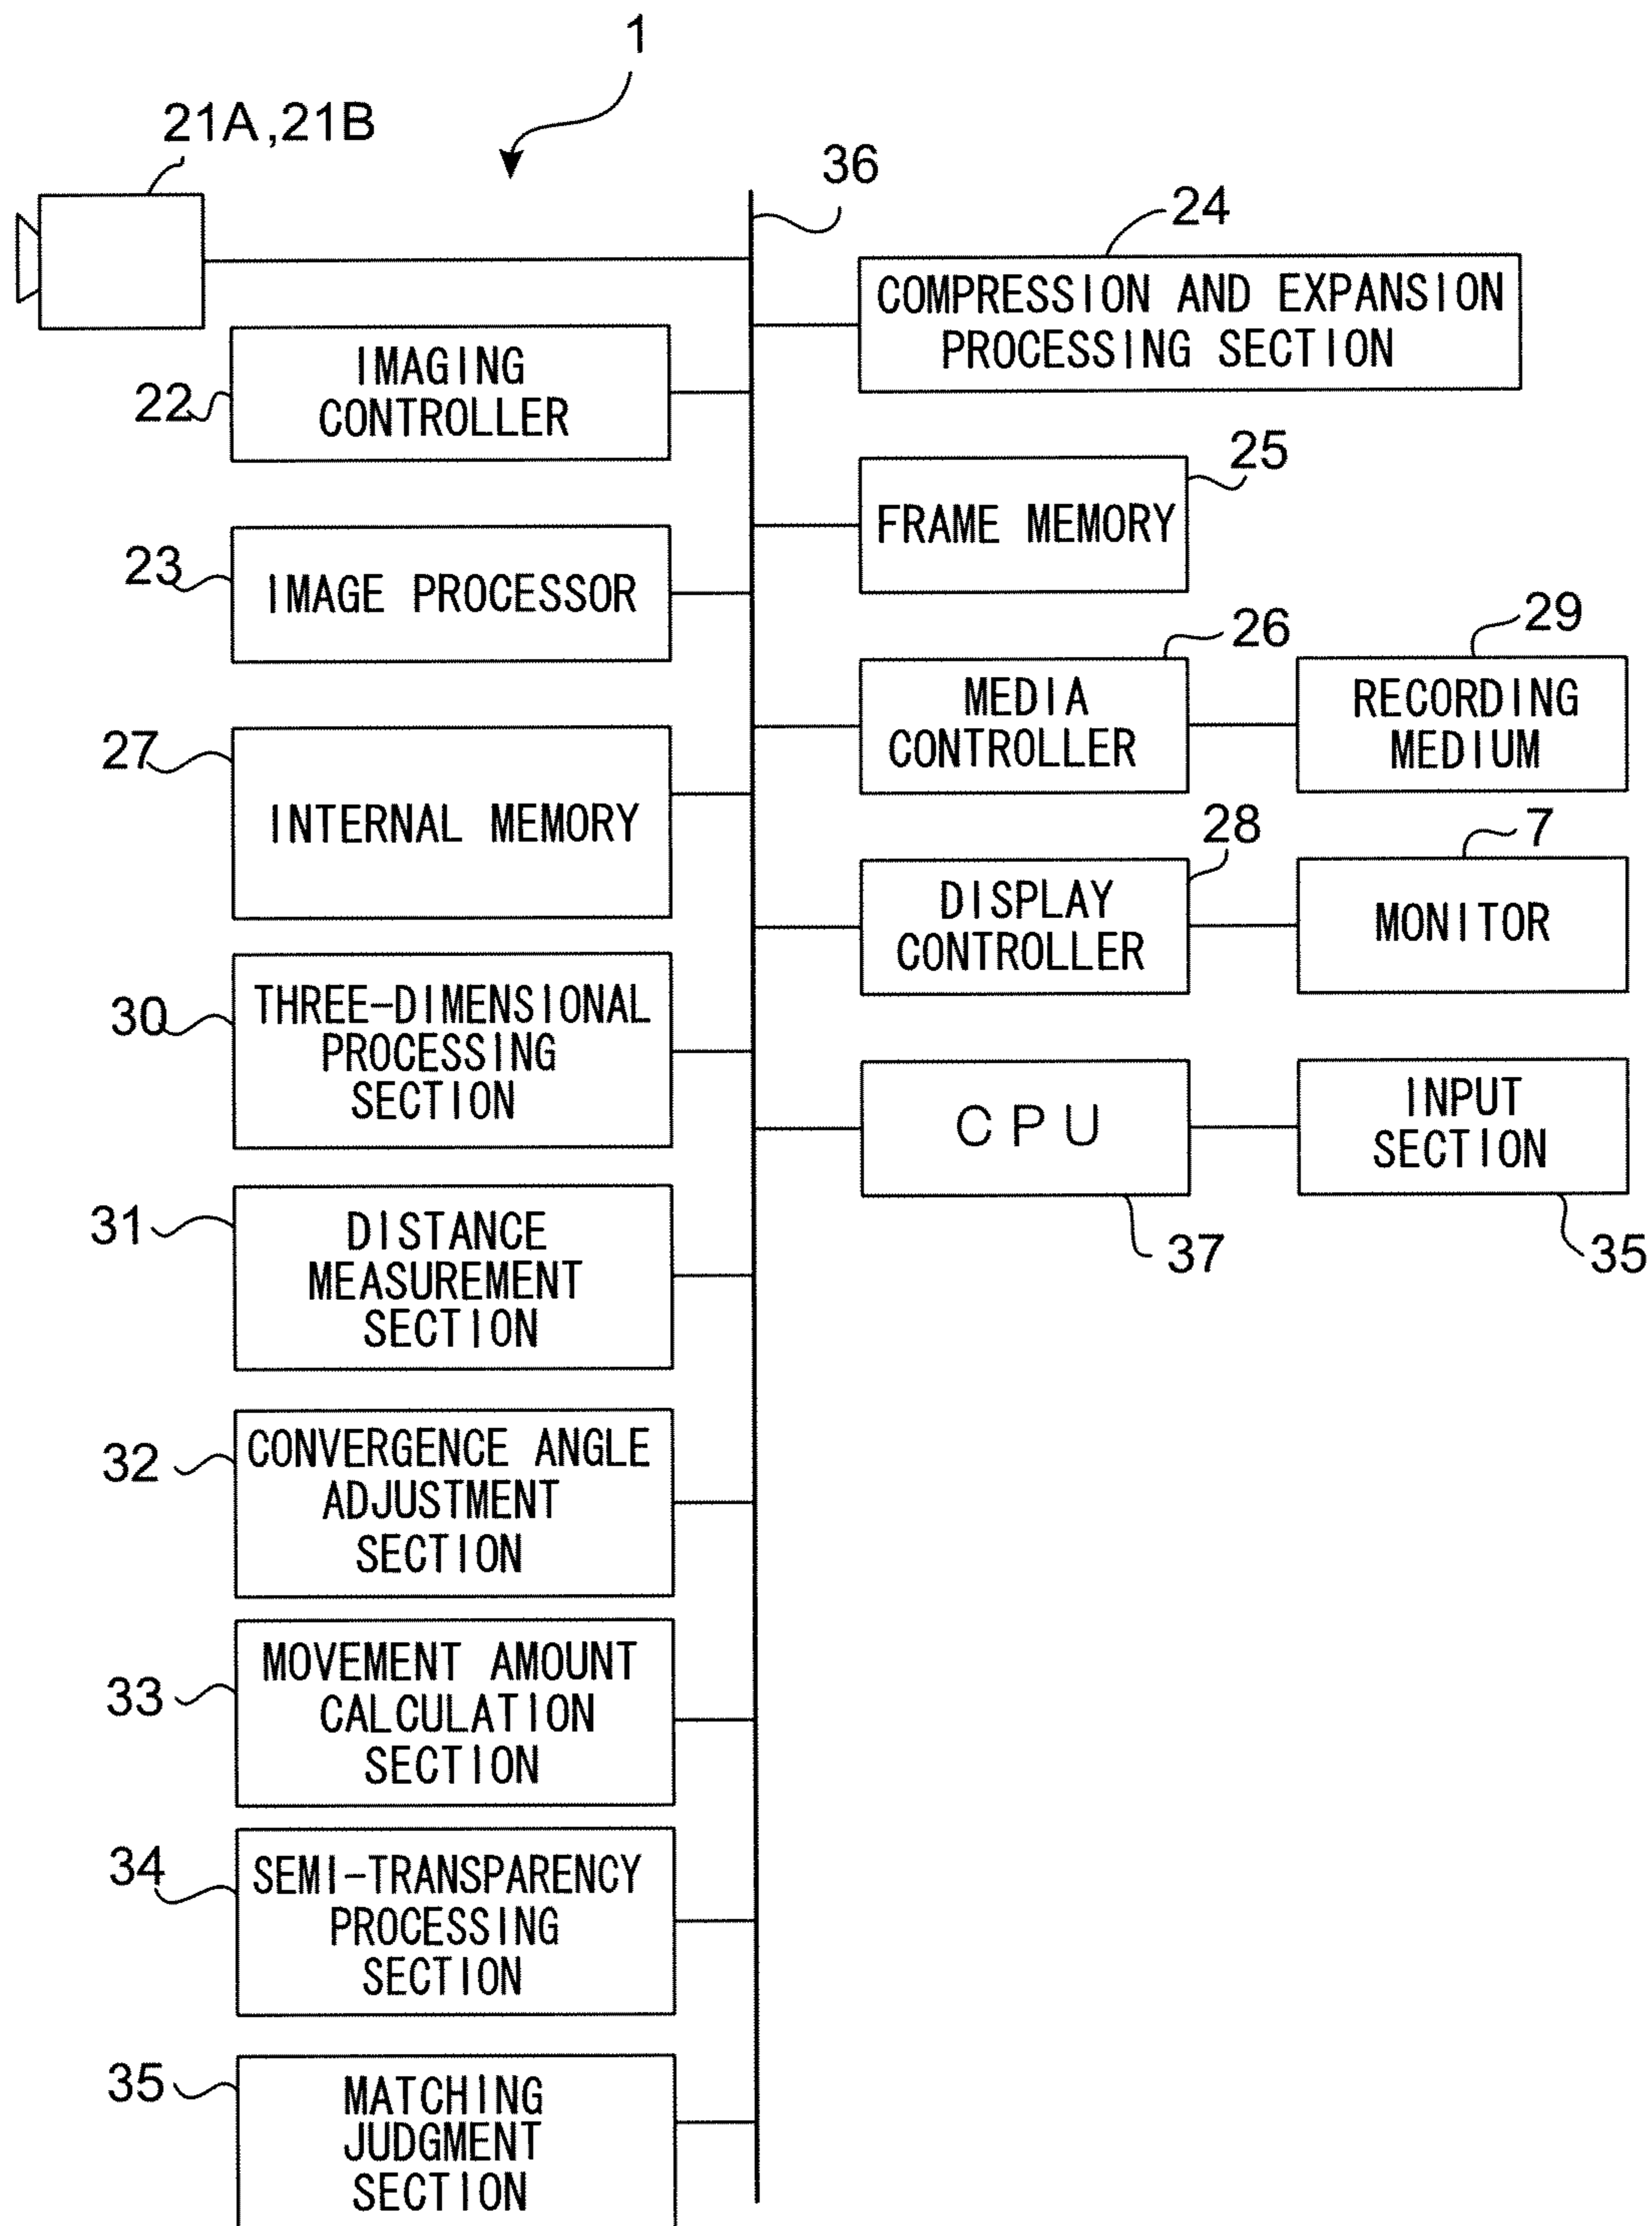 1
21A,21B
36
24
COMPRESSION AND EXPANSION
PROCESSING SECTION
22
IMAGING
CONTROLLER
25
FRAME MEMORY
23
IMAGE PROCESSOR
26
MEDIA
CONTROLLER
29
RECORDING
MEDIUM
27
INTERNAL MEMORY
28
DISPLAY
CONTROLLER
7
MONITOR
30
THREE-DIMENSIONAL
PROCESSING
SECTION
CPU
37
INPUT
SECTION
35
31
DISTANCE
MEASUREMENT
SECTION
32
CONVERGENCE ANGLE
ADJUSTMENT
SECTION
33
MOVEMENT AMOUNT
CALCULATION
SECTION
34
SEMI-TRANSPARENCY
PROCESSING
SECTION
35
MATCHING
JUDGMENT
SECTION